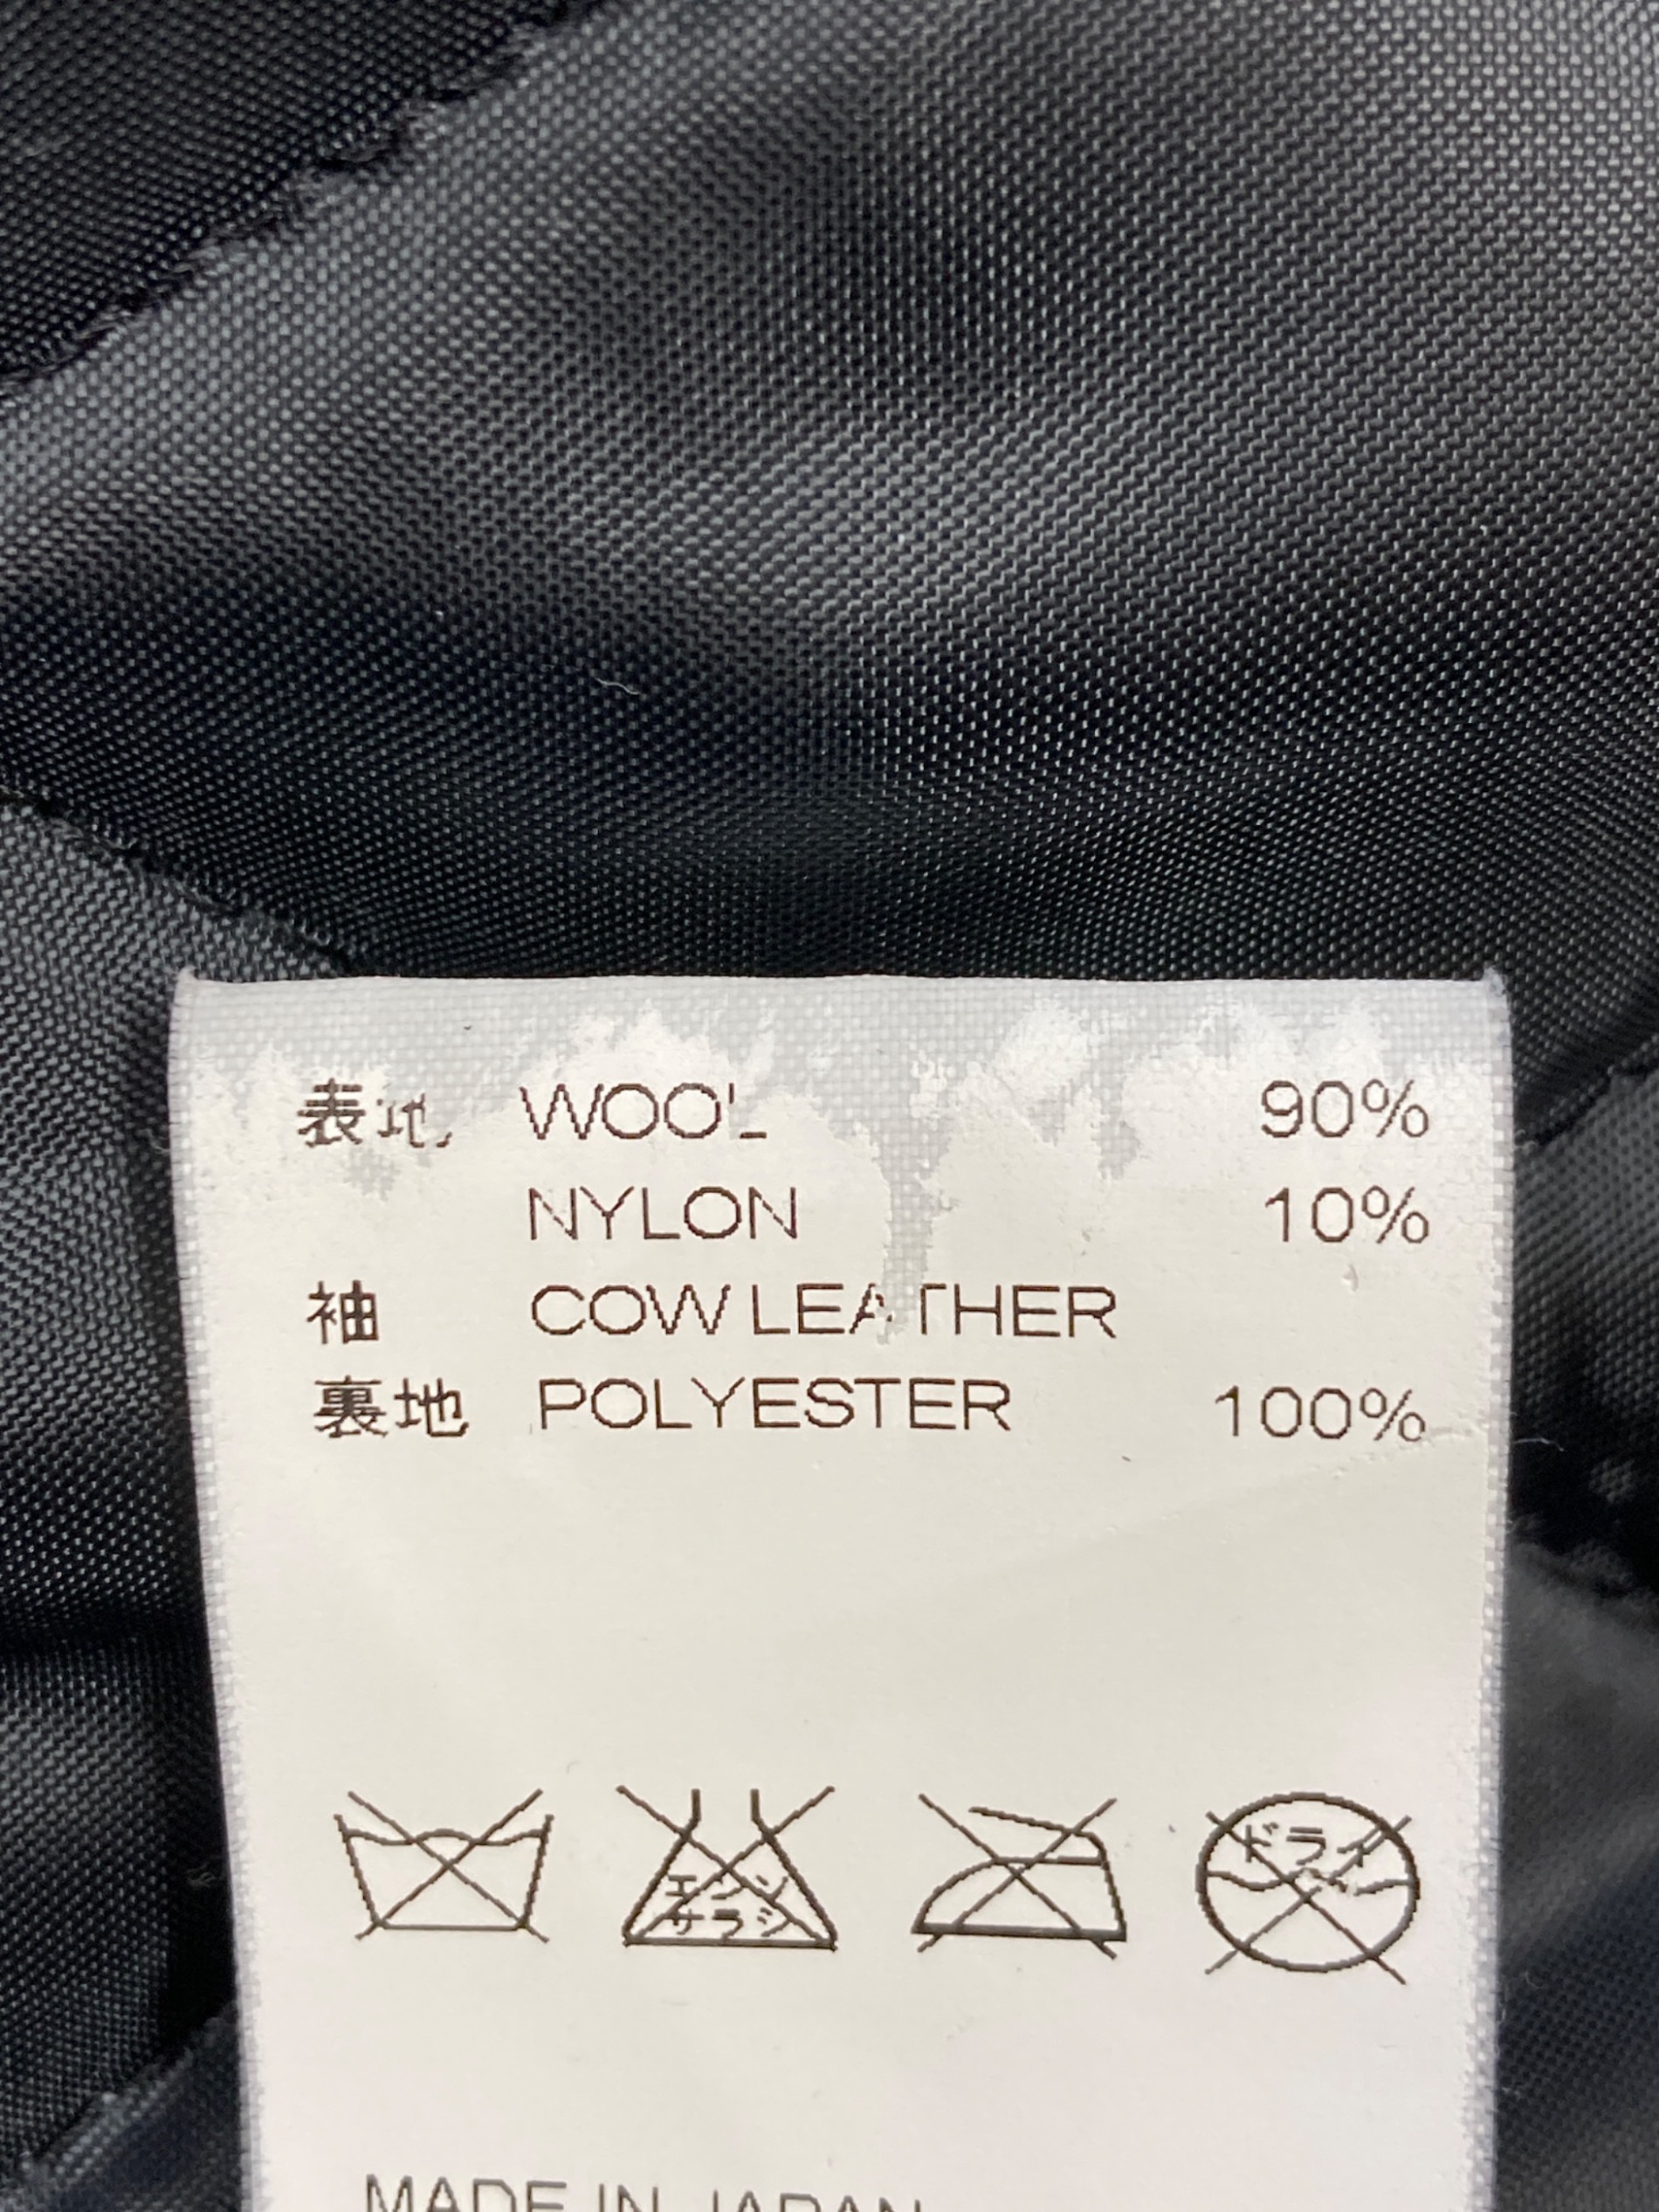 表地 WOOL 90%
NYLON 10%
袖 COW LEATHER
裏地 POLYESTER 100%
エンソ
サラシ
ドライ
MADE IN JAPAN